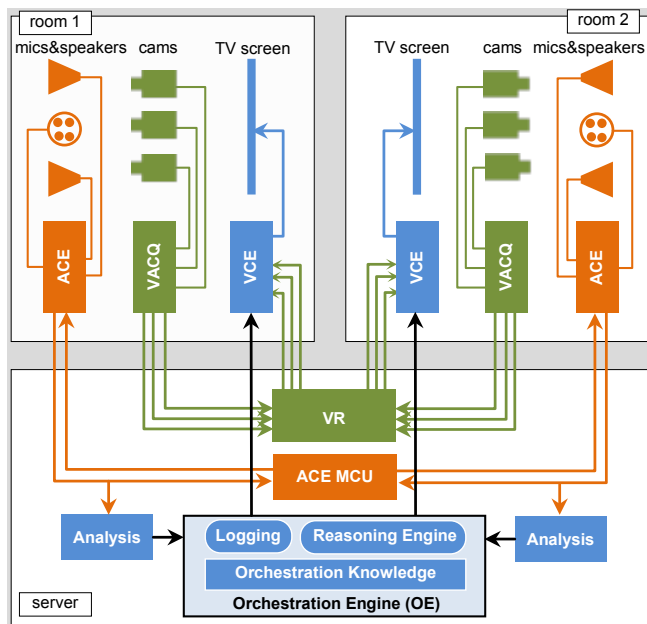 room 1
room 2
mics&speakers
cams
TV screen
TV screen
cams
mics&speakers
ACE
VACQ
VCE
VCE
VACQ
ACE
VR
ACE MCU
Analysis
Logging
Reasoning Engine
Analysis
Orchestration Knowledge
Orchestration Engine (OE)
server